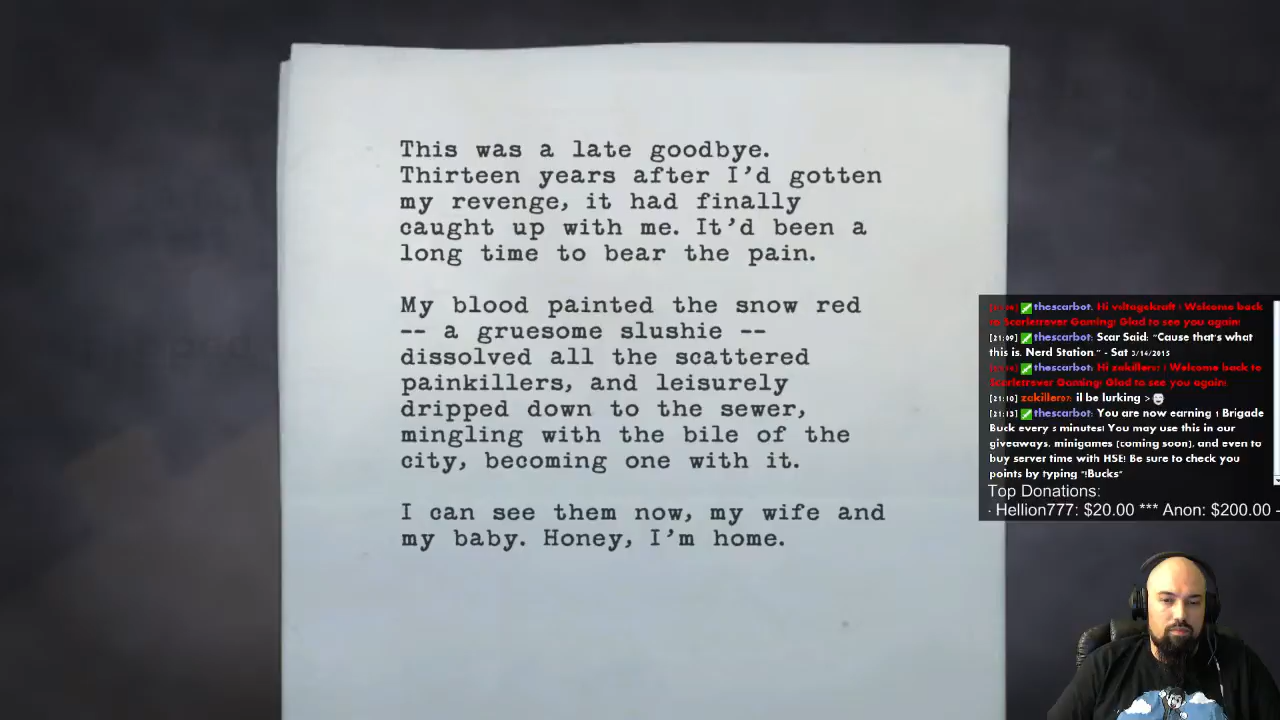 This was a late goodbye.
Thirteen years after I'd gotten
my revenge, it had finally
caught up with me. It'd been a
long time to bear the pain.
My blood painted the snow red
-- a gruesome slushie --
dissolved all the scattered
painkillers, and leisurely
dripped down to the sewer,
mingling with the bile of the
city, becoming one with it.
I can see them now, my wife and
my baby. Honey, I'm home.
thescarbot: Hi voltagekraft ! Welcome back
to Scarletrever Gaming! Glad to see you again!
[21:09] thescarbot: Scar Said: "Cause that's what
this is. Nerd Station." - Sat 3/14/2015
thescarbot: Hi zakillero7 ! Welcome back to
Scarletrever Gaming! Glad to see you again!
[21:10] zakillero7: il be lurking >
[21:13] thescarbot: You are now earning 1 Brigade
Buck every 5 minutes! You may use this in our
giveaways, minigames (coming soon), and even to
buy server time with HSE! Be sure to check you
points by typing "!Bucks"
Top Donations:
· Hellion777: $20.00 *** Anon: $200.00 -